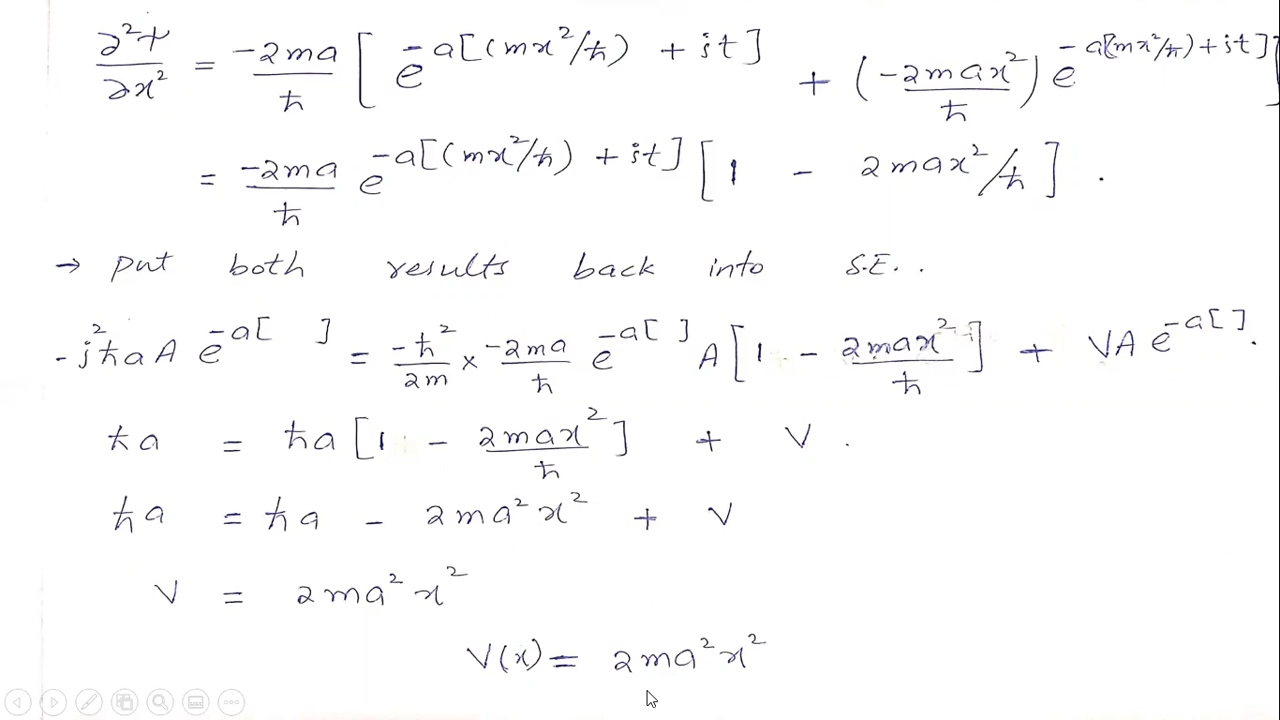 ∂²ψ/∂x² = -2ma/ħ [ e^{-a[(mx²/ħ) + it]} + (-2max²/ħ) e^{-a[(mx²/ħ) + it]} ]
= -2ma/ħ e^{-a[(mx²/ħ) + it]} [ 1 - 2max²/ħ ] .
→ put both results back into S.E. .
-j²ħaA e^{-a[ ]} = -ħ²/2m × -2ma/ħ e^{-a[ ]} A [ 1 - 2max²/ħ ] + VA e^{-a[ ]} .
ħa = ħa [ 1 - 2max²/ħ ] + V .
ħa = ħa - 2ma²x² + V
V = 2ma²x²
V(x) = 2ma²x²